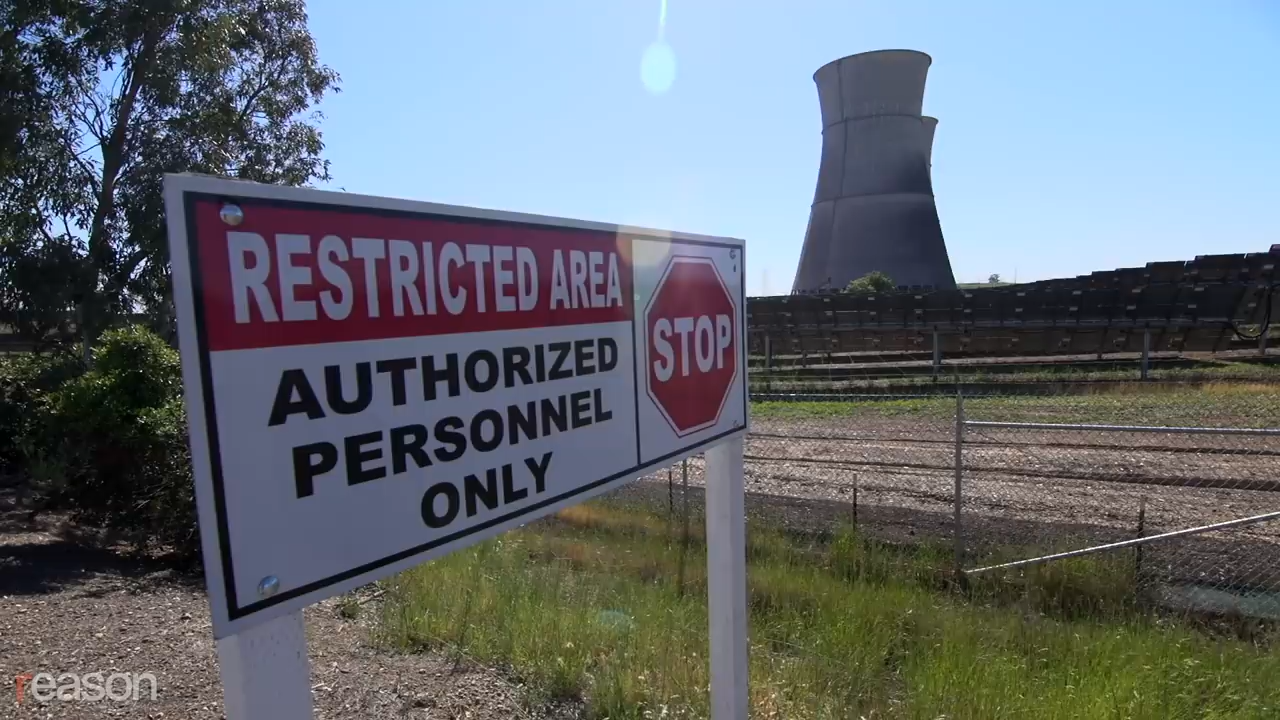 RESTRICTED AREA
AUTHORIZED
PERSONNEL
ONLY
STOP
reason